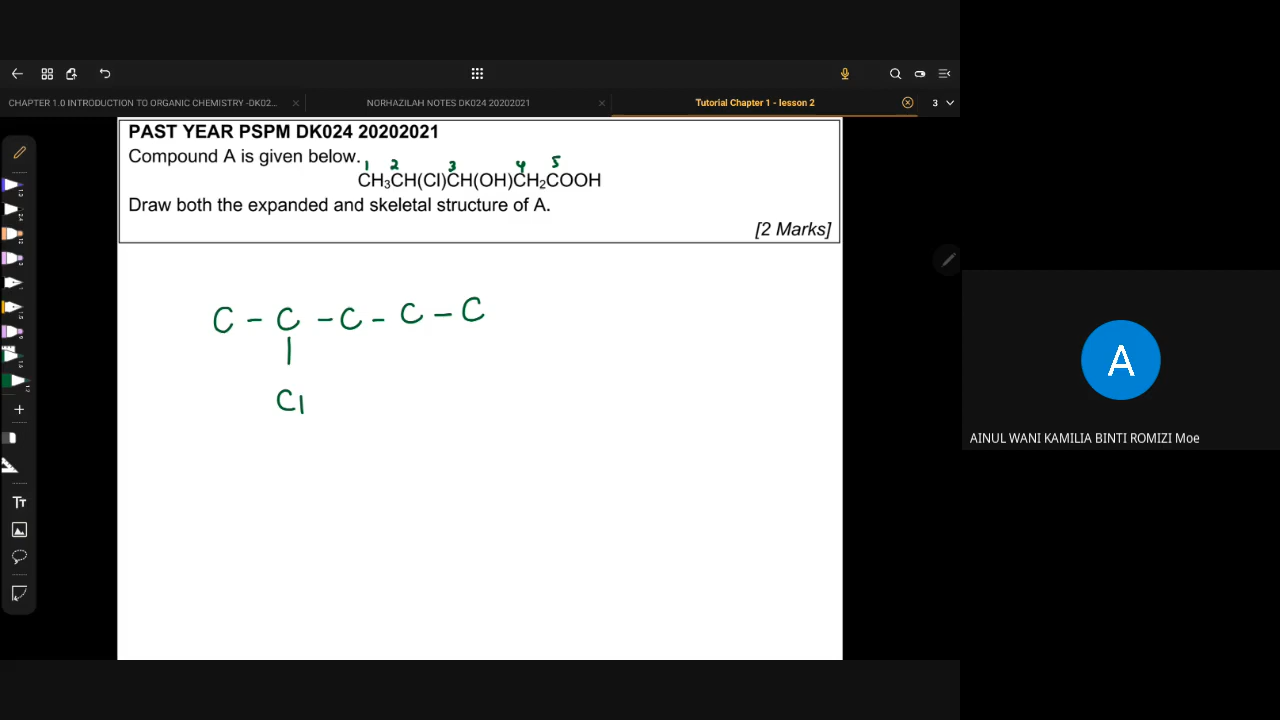 CHAPTER 1.0 INTRODUCTION TO ORGANIC CHEMISTRY -DK02...
NORHAZILAH NOTES DK024 20202021
Tutorial Chapter 1 - lesson 2
3
PAST YEAR PSPM DK024 20202021
Compound A is given below.
1 2 3 4 5
CH₃CH(Cl)CH(OH)CH₂COOH
Draw both the expanded and skeletal structure of A.
[2 Marks]
C - C - C - C - C
|
Cl
Tт
A
AINUL WANI KAMILIA BINTI ROMIZI Moe